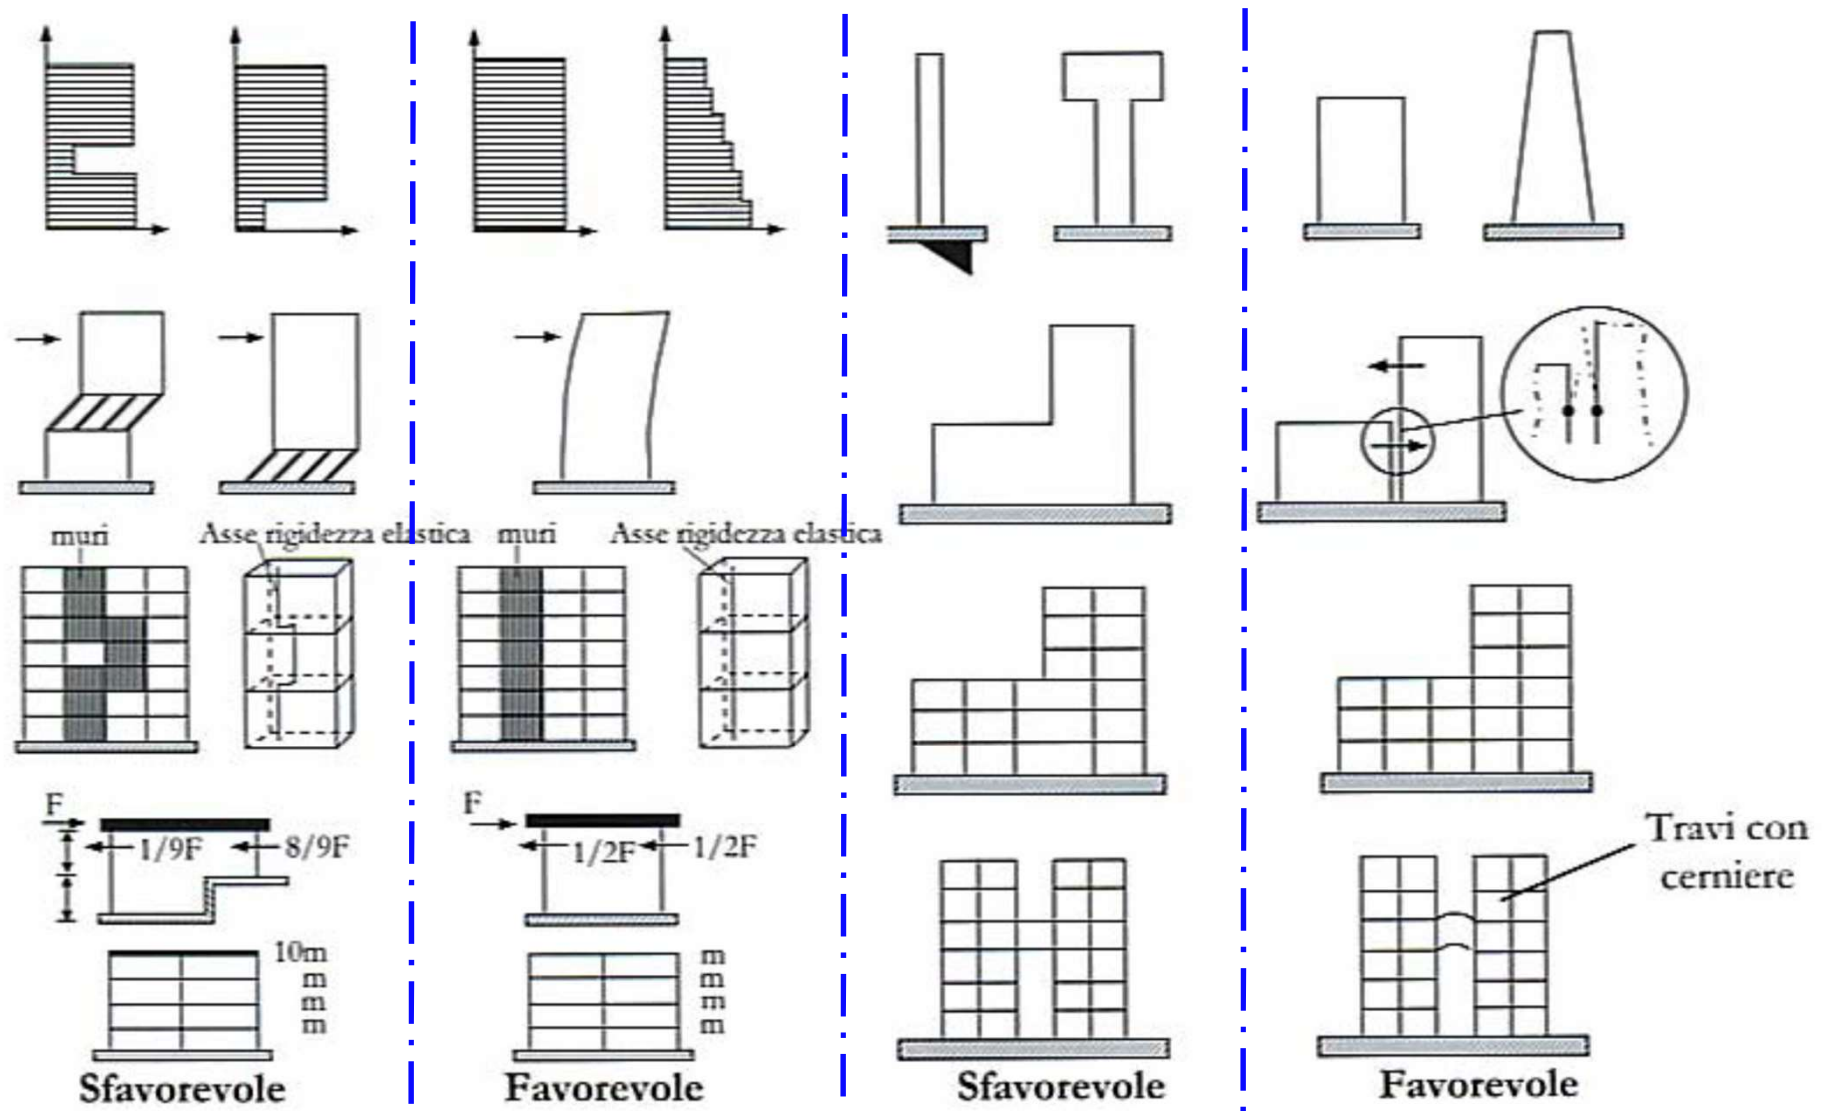 muri
Asse rigidezza elastica
muri
Asse rigidezza elastica
F
1/9F
8/9F
F
1/2F
1/2F
Travi con
cerniere
10m
m
m
m
m
m
m
m
Sfavorevole
Favorevole
Sfavorevole
Favorevole